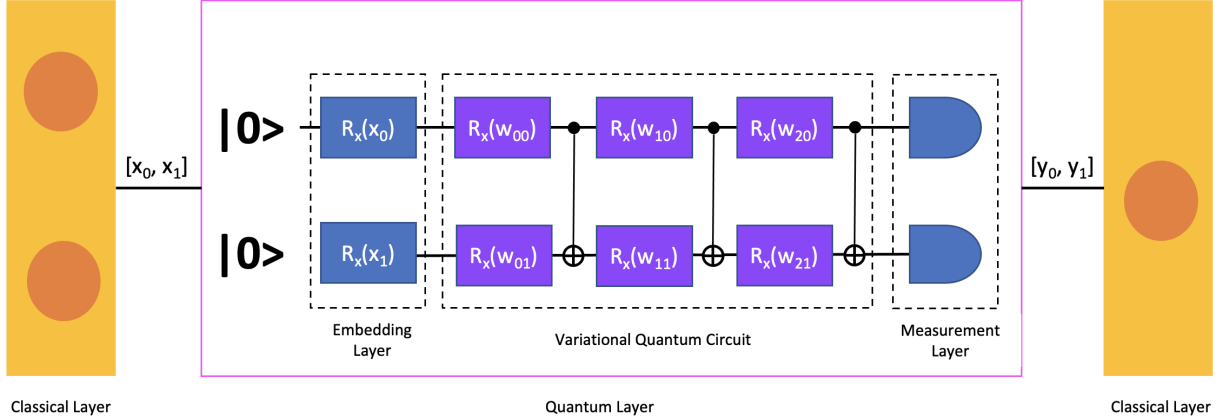 |0> Rₓ(x₀) Rₓ(w₀₀) Rₓ(w₁₀) Rₓ(w₂₀)
[x₀, x₁] [y₀, y₁]
|0> Rₓ(x₁) Rₓ(w₀₁) Rₓ(w₁₁) Rₓ(w₂₁)
Embedding
Layer
Variational Quantum Circuit
Measurement
Layer
Classical Layer
Quantum Layer
Classical Layer